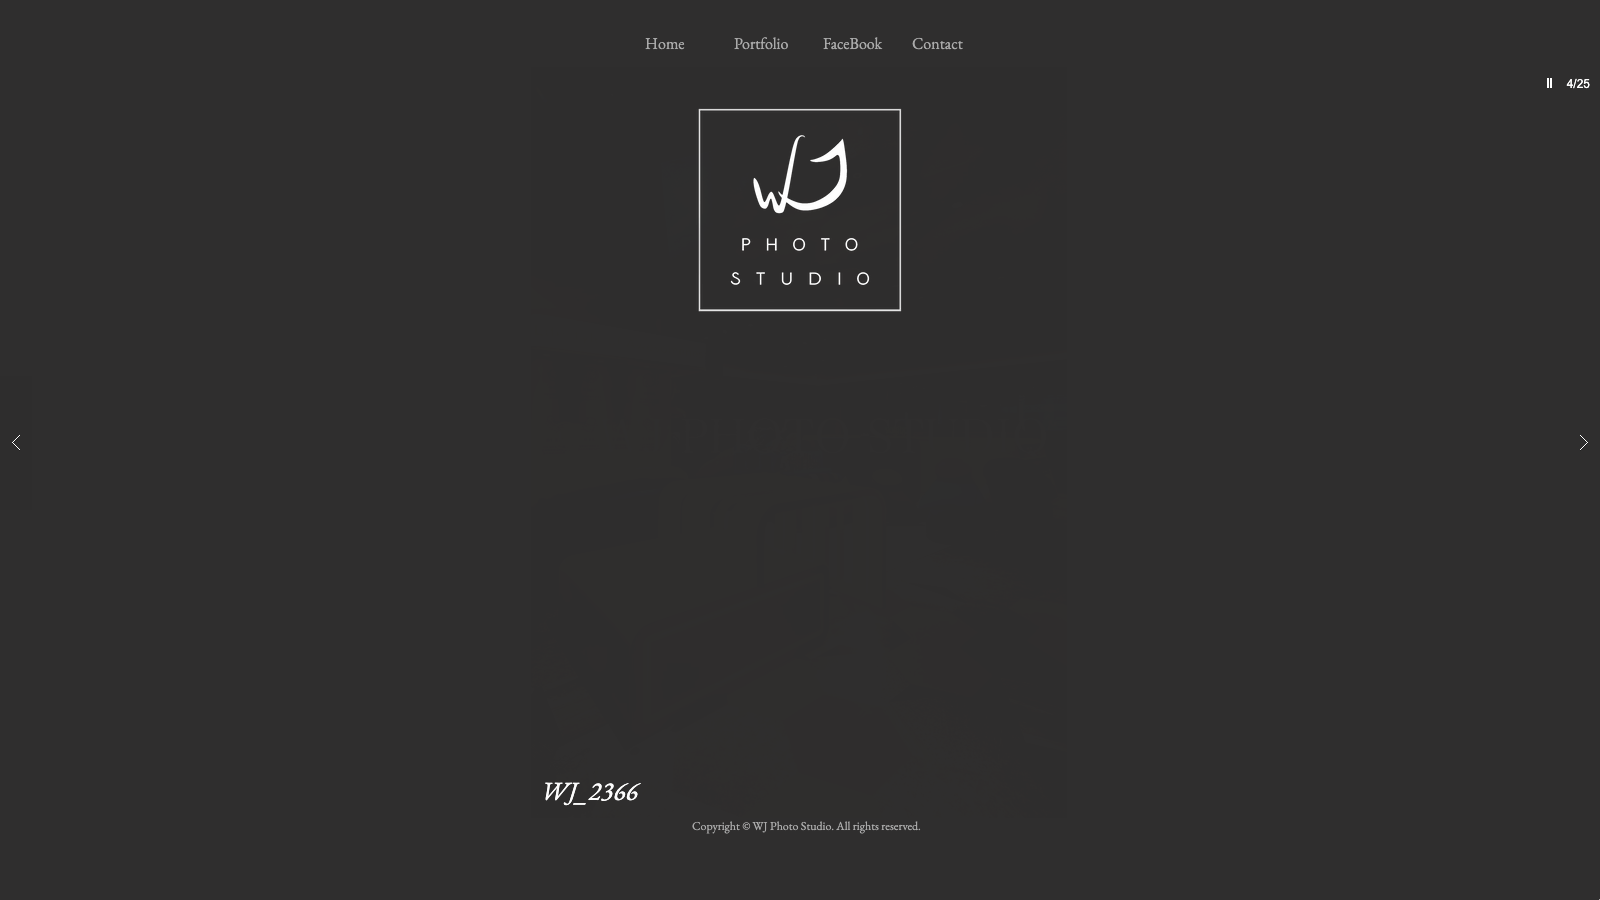 Home Portfolio FaceBook Contact
4/25
WJ
PHOTO
STUDIO
WJ_2366
Copyright © WJ Photo Studio. All rights reserved.